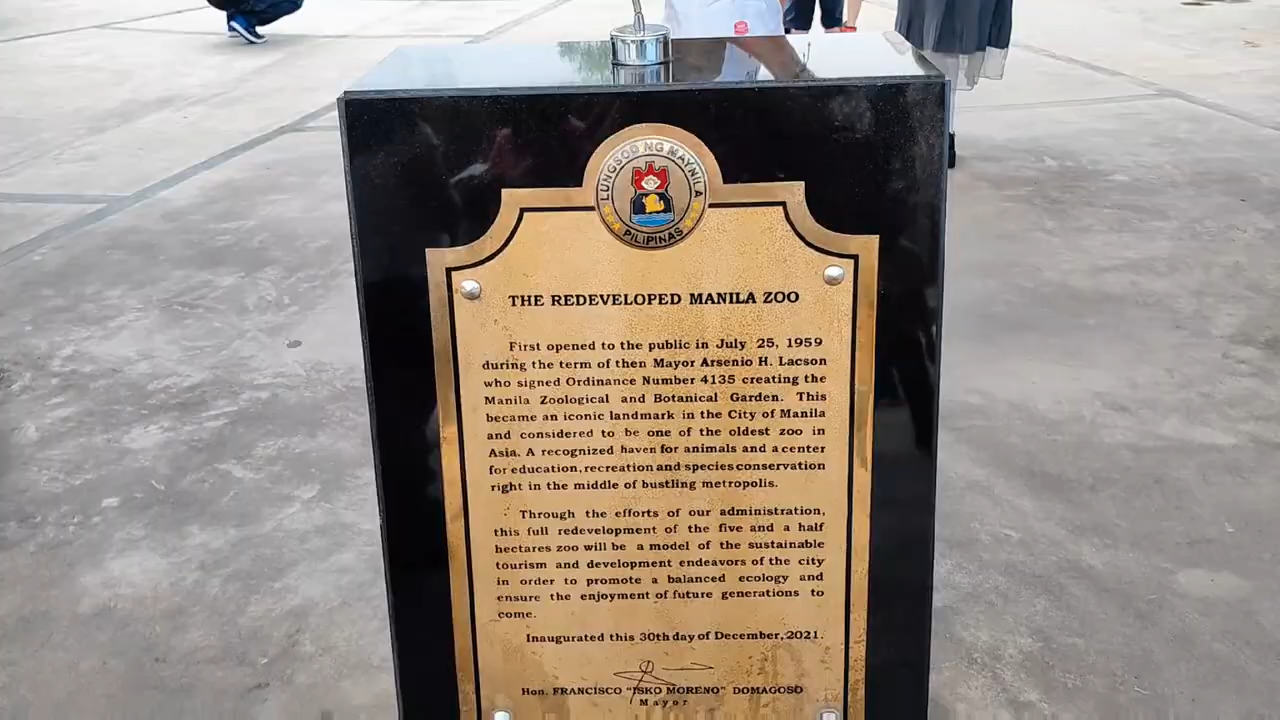 LUNGSOD NG MAYNILA
PILIPINAS
THE REDEVELOPED MANILA ZOO
First opened to the public in July 25, 1959
during the term of then Mayor Arsenio H. Lacson
who signed Ordinance Number 4135 creating the
Manila Zoological and Botanical Garden. This
became an iconic landmark in the City of Manila
and considered to be one of the oldest zoo in
Asia. A recognized haven for animals and a center
for education, recreation and species conservation
right in the middle of bustling metropolis.
Through the efforts of our administration,
this full redevelopment of the five and a half
hectares zoo will be a model of the sustainable
tourism and development endeavors of the city
in order to promote a balanced ecology and
ensure the enjoyment of future generations to
come.
Inaugurated this 30th day of December, 2021.
Hon. FRANCISCO "ISKO MORENO" DOMAGOSO
Mayor